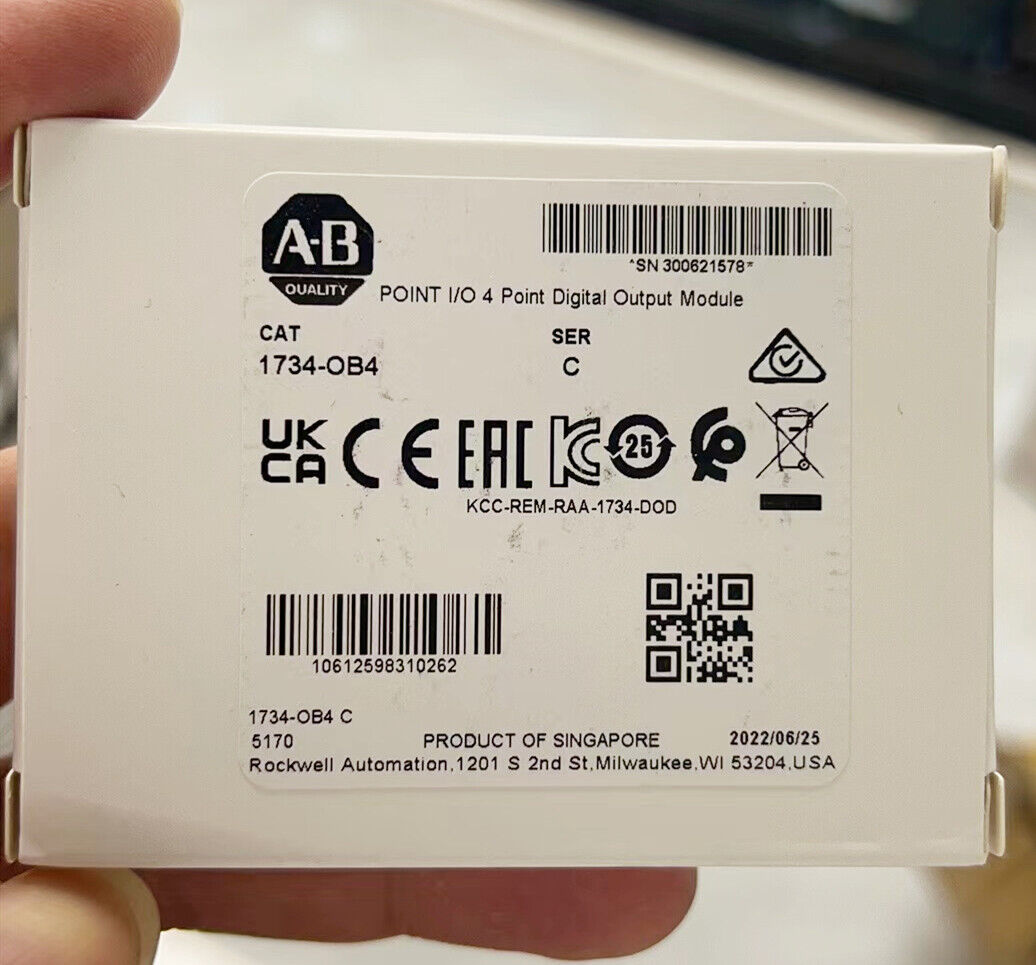 A-B
QUALITY
*SN 300621578*
POINT I/O 4 Point Digital Output Module
CAT
SER
1734-OB4
C
UK
CA
CE
EAC
KC
25
KCC-REM-RAA-1734-DOD
10612598310262
1734-OB4 C
5170
PRODUCT OF SINGAPORE
2022/06/25
Rockwell Automation,1201 S 2nd St,Milwaukee,WI 53204,USA